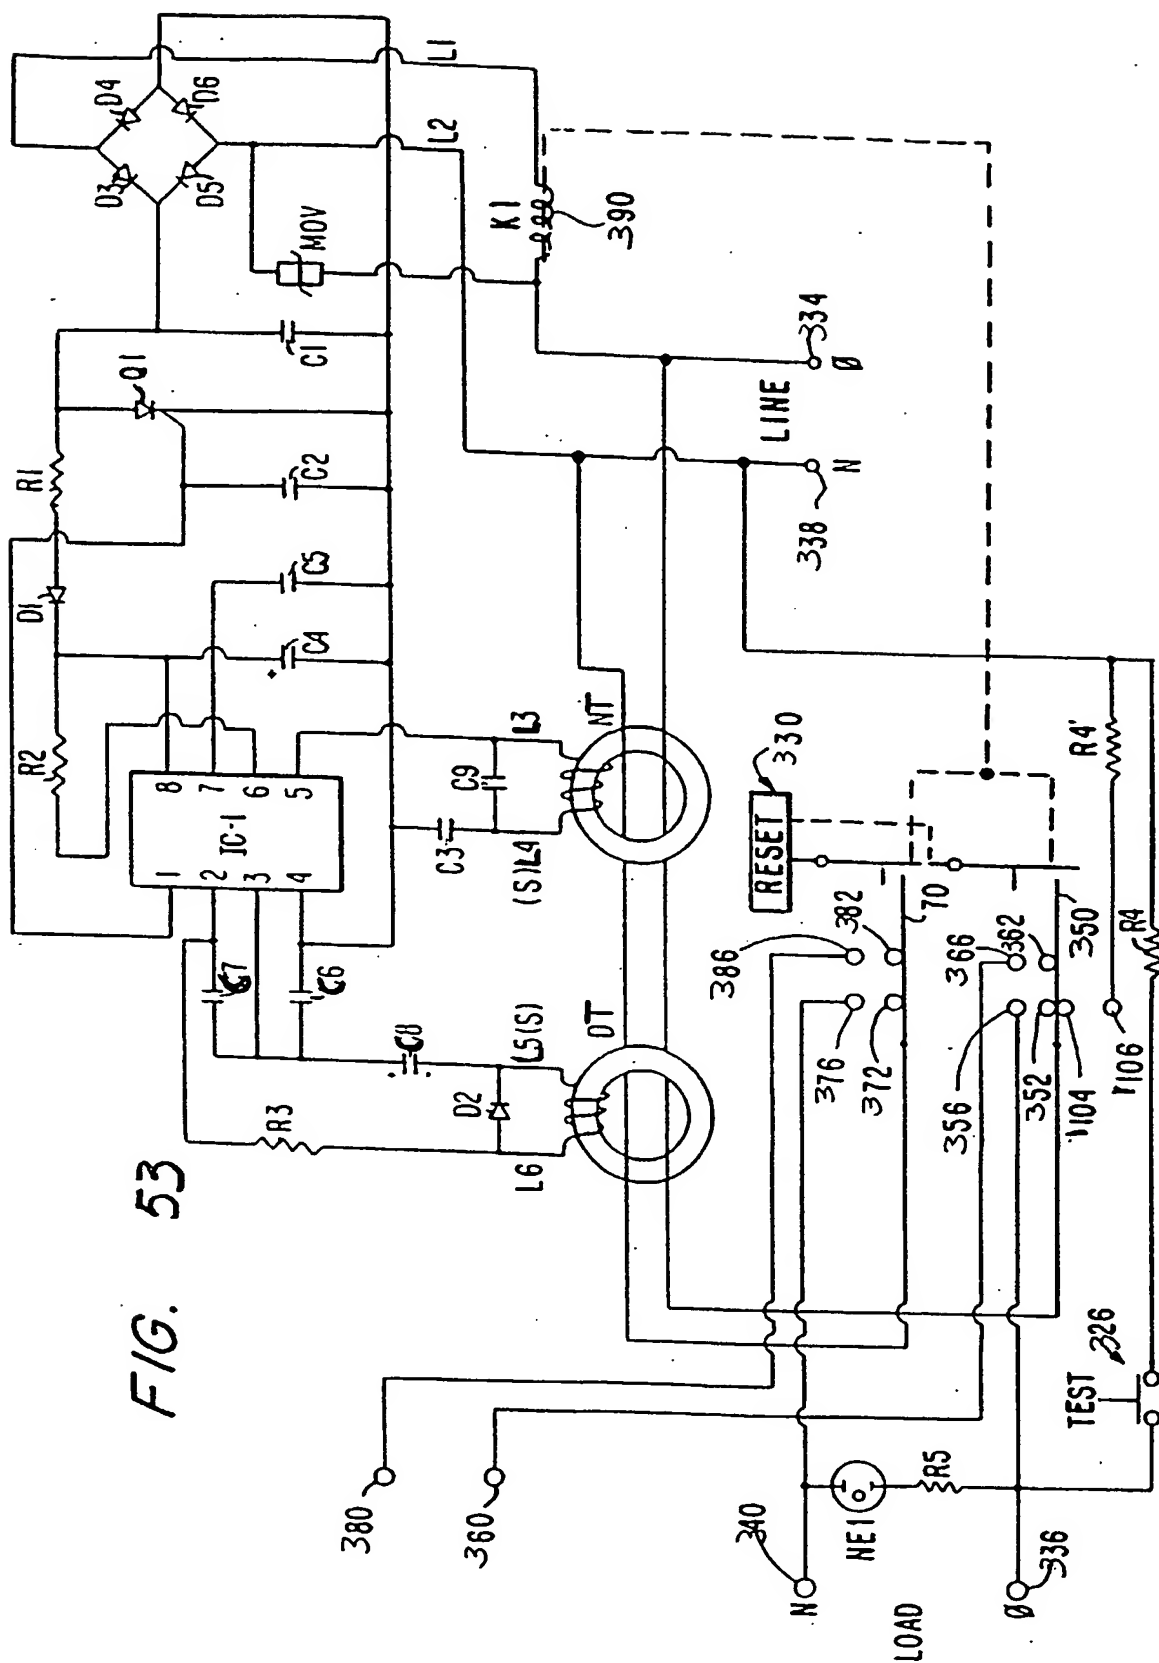 FIG. 53
D4
D6
D3
D5
L1
L2
MOV
K1
390
C1
Q1
R1
C2
D1
C5
C4
+
R2
IC-1
8
7
6
5
1
2
3
4
C7
C6
C8
R3
D2
L5(S)
L6
DT
C3
C9
L3
(S)L4
NT
LINE
334
Ø
338
N
RESET
330
70
382
386
376
372
366
362
356
352
350
1104
1106
R4'
R4
TEST
326
380
360
340
N
NE1
R5
LOAD
Ø
336